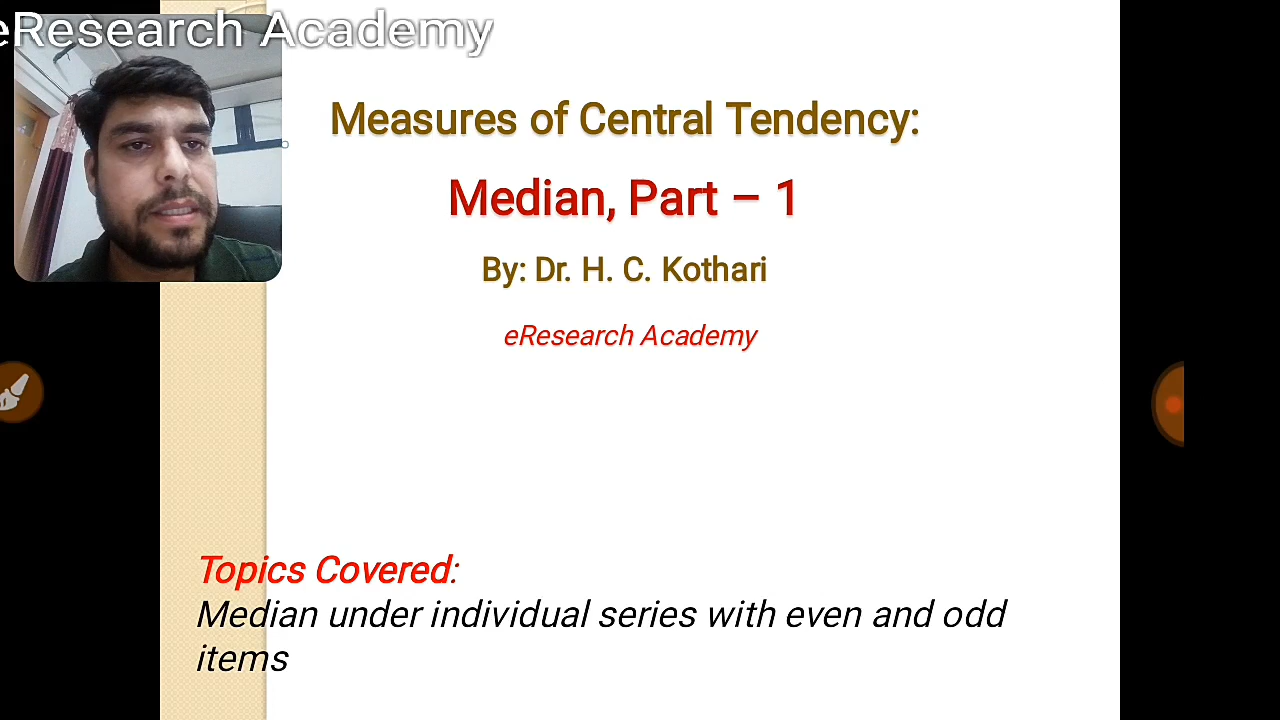 eResearch Academy
Measures of Central Tendency:
Median, Part – 1
By: Dr. H. C. Kothari
eResearch Academy
Topics Covered:
Median under individual series with even and odd
items